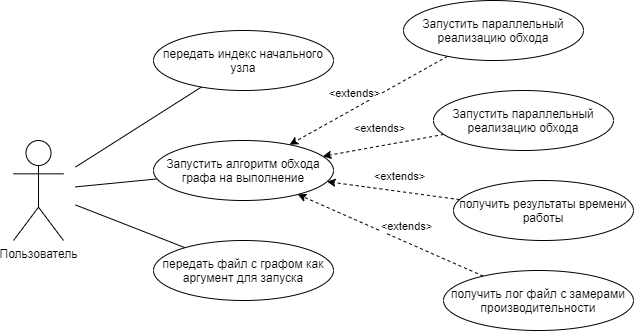 Запустить параллельный
реализацию обхода
передать индекс начального
узла
<extends>
Запустить параллельный
реализацию обхода
<extends>
Запустить алгоритм обхода
графа на выполнение
<extends>
получить результаты времени
работы
<extends>
Пользователь
передать файл с графом как
аргумент для запуска
получить лог файл с замерами
производительности